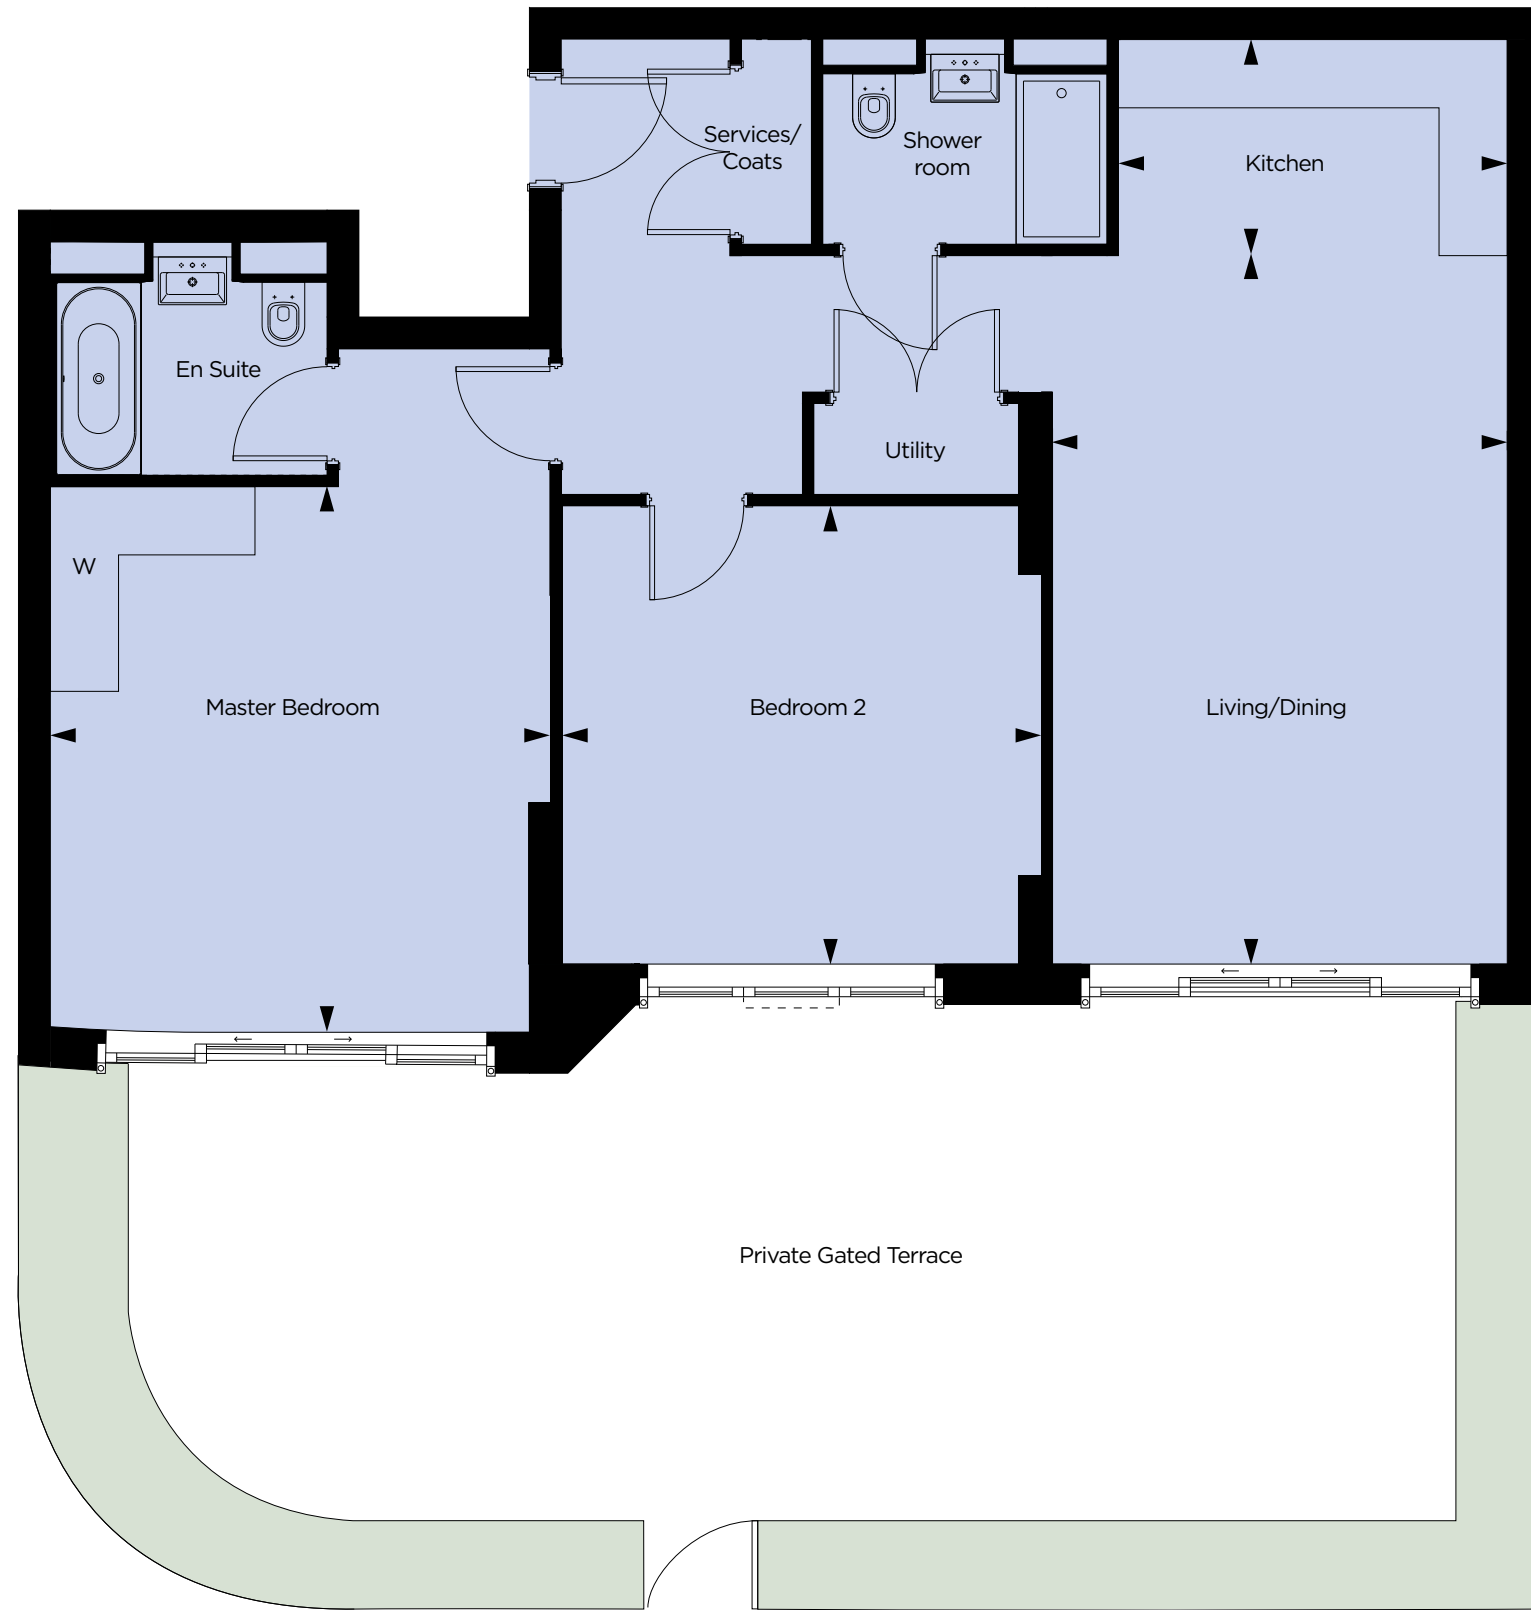 Services/
Coats
Shower
room
Kitchen
En Suite
Utility
W
Master Bedroom
Bedroom 2
Living/Dining
Private Gated Terrace